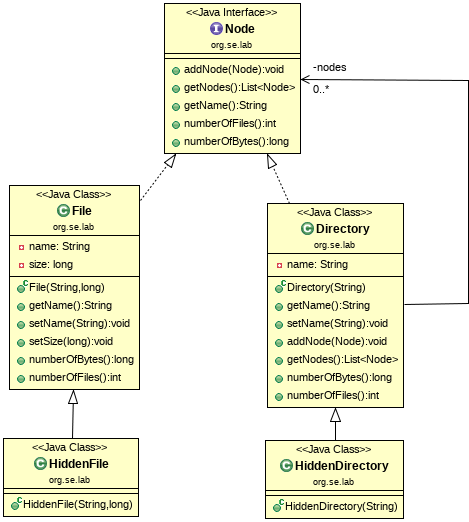 <<Java Interface>>
Node
org.se.lab
addNode(Node):void
getNodes():List<Node>
getName():String
numberOfFiles():int
numberOfBytes():long
-nodes
0..*
<<Java Class>>
File
org.se.lab
name: String
size: long
File(String,long)
getName():String
setName(String):void
setSize(long):void
numberOfBytes():long
numberOfFiles():int
<<Java Class>>
Directory
org.se.lab
name: String
Directory(String)
getName():String
setName(String):void
addNode(Node):void
getNodes():List<Node>
numberOfBytes():long
numberOfFiles():int
<<Java Class>>
HiddenFile
org.se.lab
HiddenFile(String,long)
<<Java Class>>
HiddenDirectory
org.se.lab
HiddenDirectory(String)